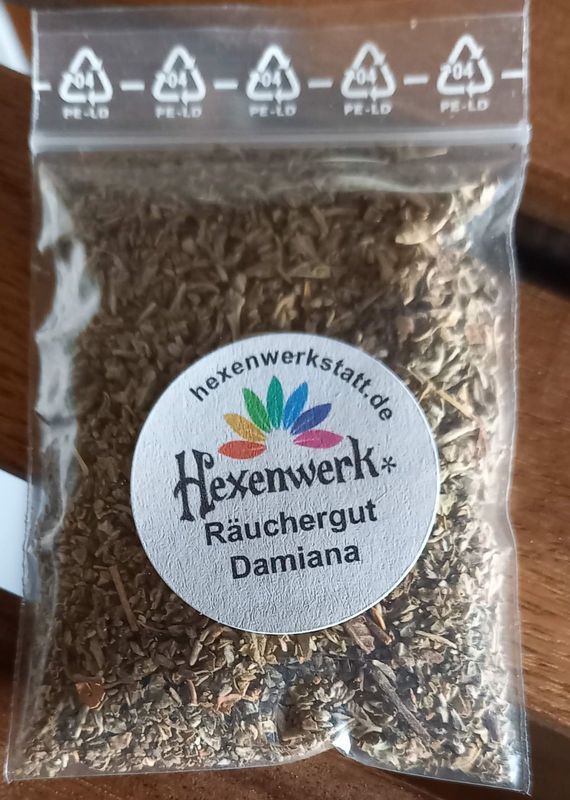 04 04 04 04 04
PE-LD PE-LD PE-LD PE-LD PE-LD
hexenwerkstatt.de
Hexenwerk*
Räuchergut
Damiana